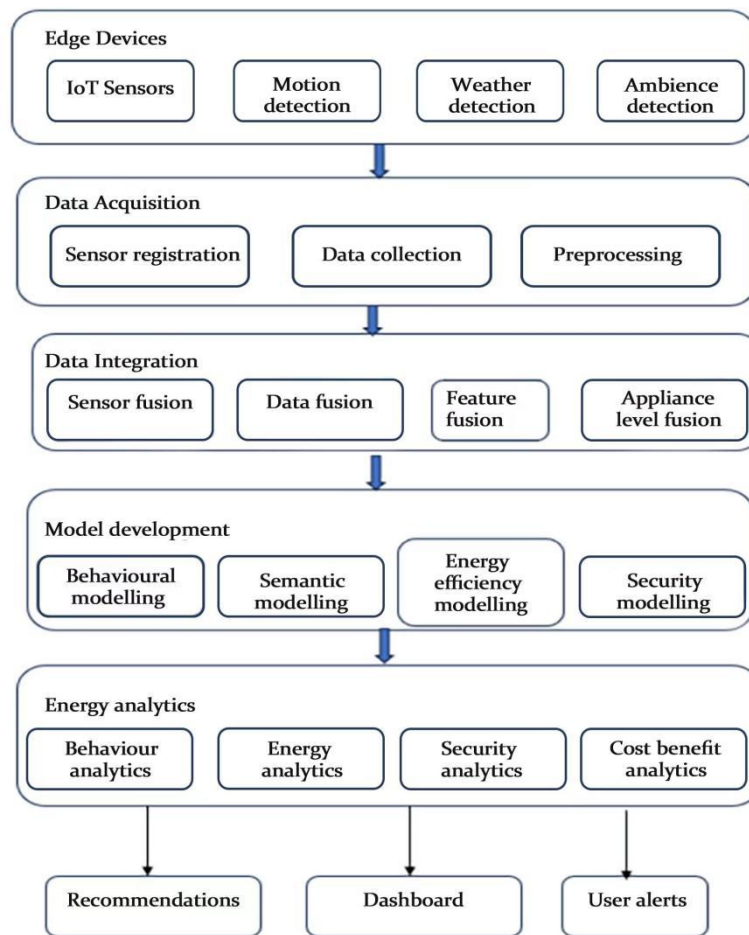 Edge Devices
IoT Sensors
Motion
detection
Weather
detection
Ambience
detection
Data Acquisition
Sensor registration
Data collection
Preprocessing
Data Integration
Sensor fusion
Data fusion
Feature
fusion
Appliance
level fusion
Model development
Behavioural
modelling
Semantic
modelling
Energy
efficiency
modelling
Security
modelling
Energy analytics
Behaviour
analytics
Energy
analytics
Security
analytics
Cost benefit
analytics
Recommendations
Dashboard
User alerts